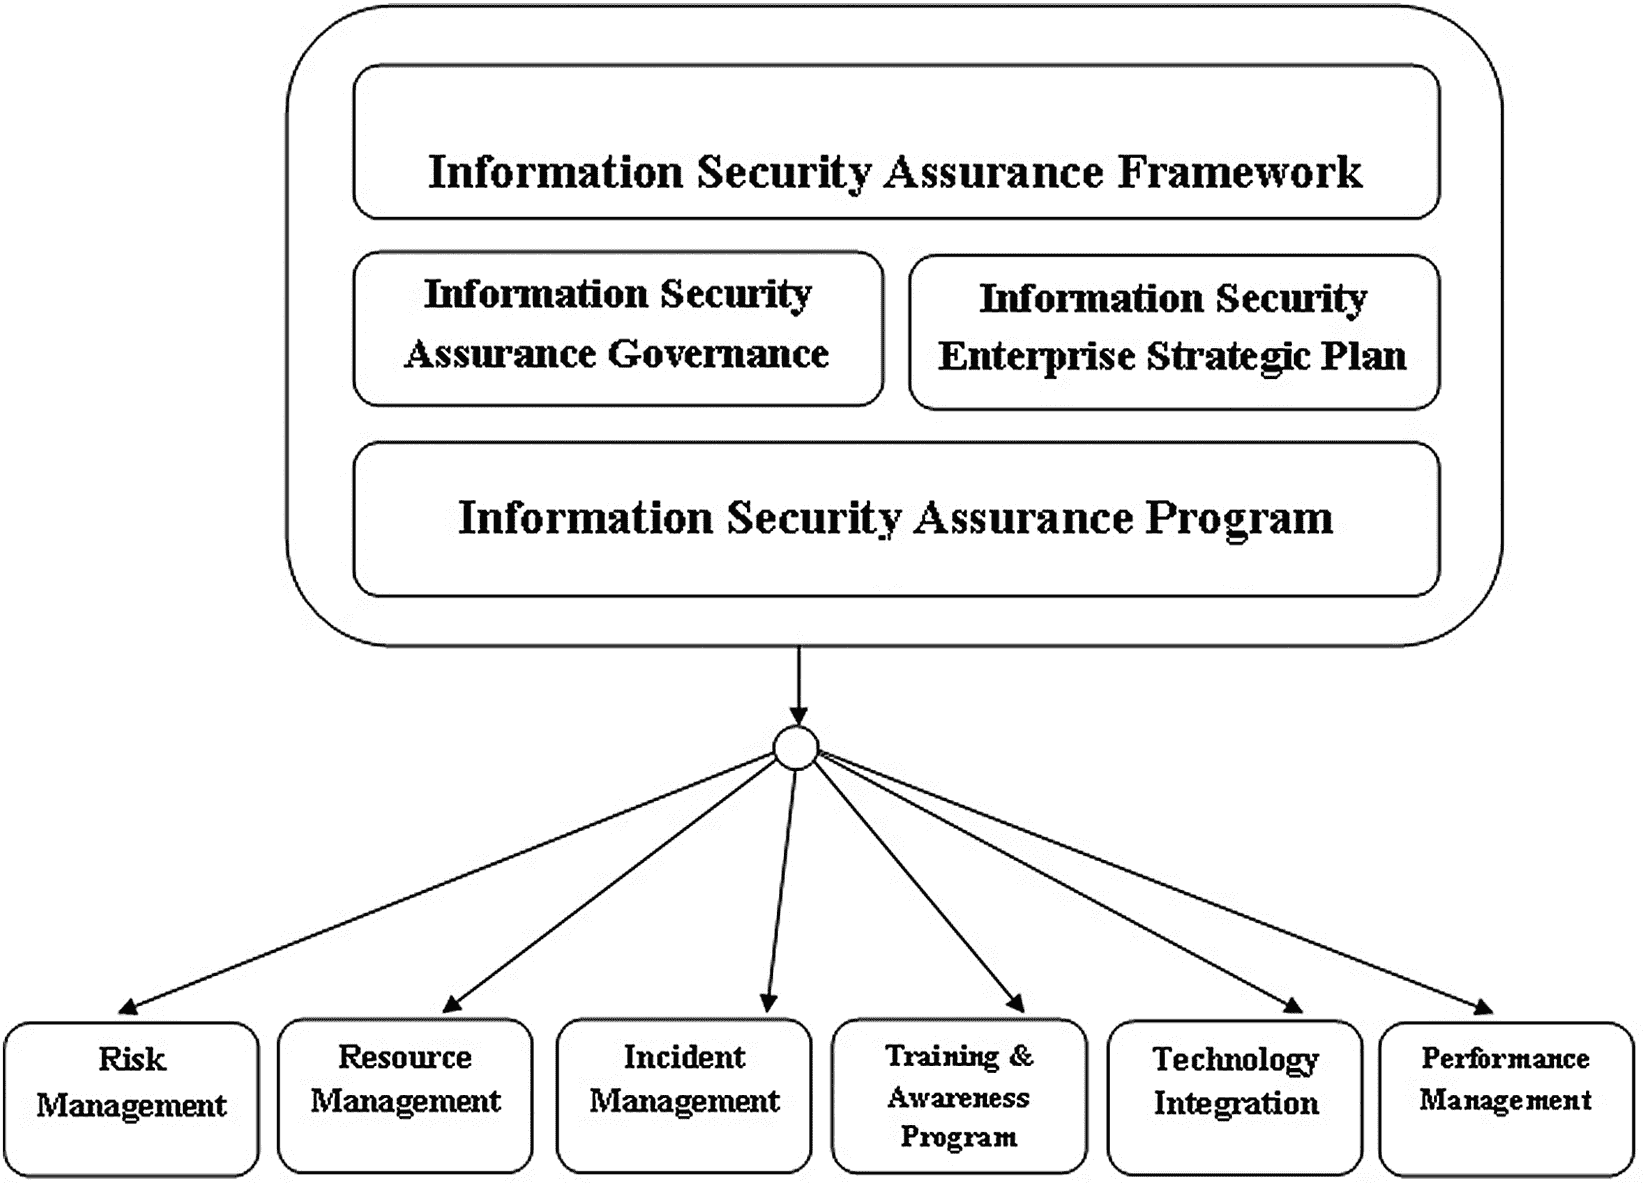 Information Security Assurance Framework
Information Security
Assurance Governance
Information Security
Enterprise Strategic Plan
Information Security Assurance Program
Risk
Management
Resource
Management
Incident
Management
Training &
Awareness
Program
Technology
Integration
Performance
Management